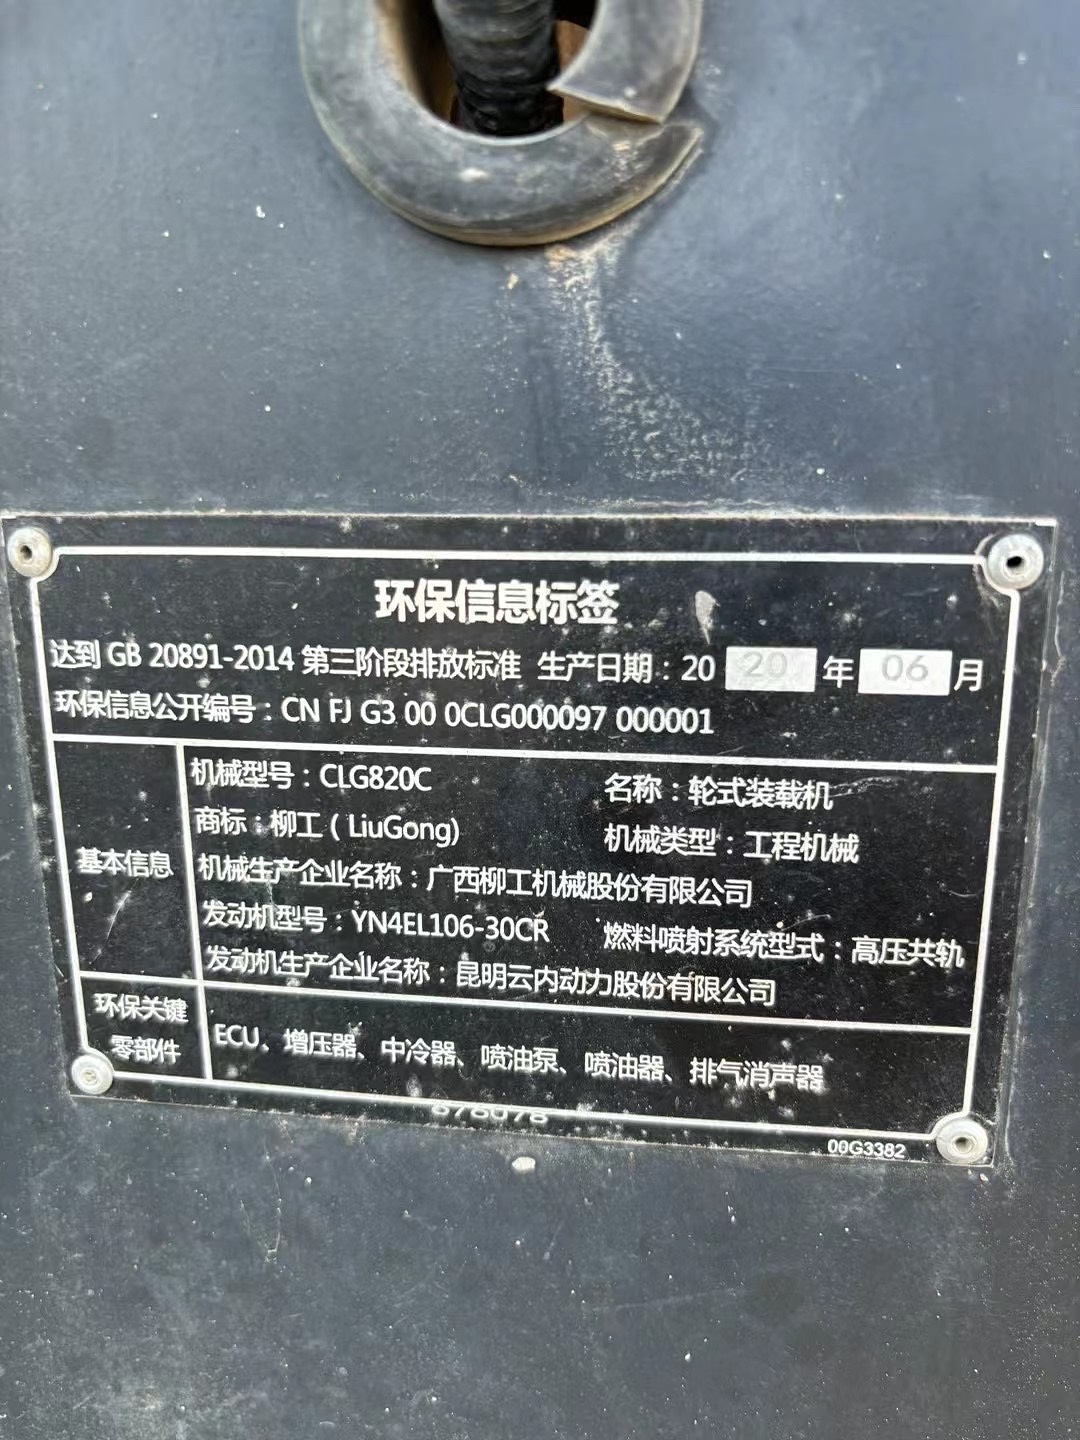 环保信息标签
达到 GB 20891-2014 第三阶段排放标准 生产日期：20 20 年 06 月
环保信息公开编号：CN FJ G3 00 0CLG000097 000001
基本信息
机械型号：CLG820C 名称：轮式装载机
商标：柳工（LiuGong） 机械类型：工程机械
机械生产企业名称：广西柳工机械股份有限公司
发动机型号：YN4EL106-30CR 燃料喷射系统型式：高压共轨
发动机生产企业名称：昆明云内动力股份有限公司
环保关键
零部件
ECU、增压器、中冷器、喷油泵、喷油器、排气消声器
00G3382